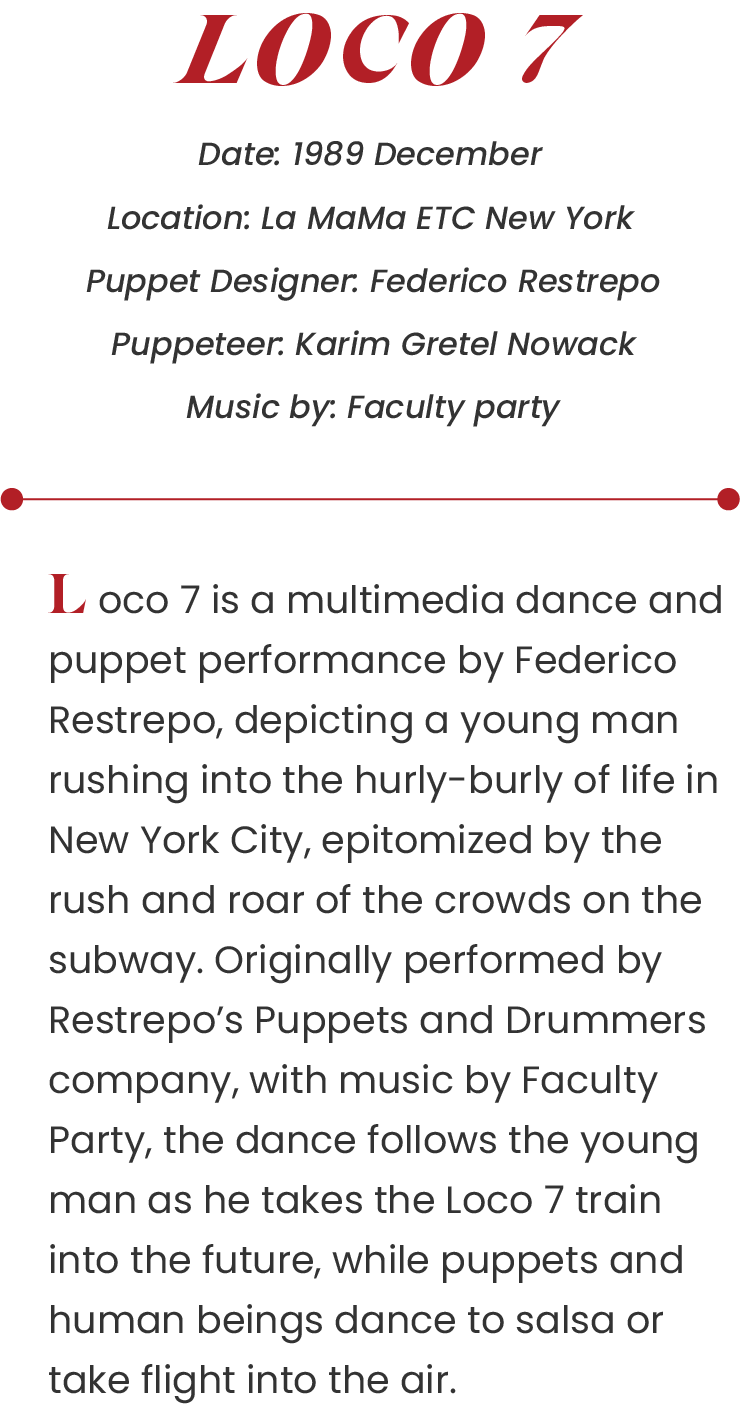 LOCO 7
Date: 1989 December
Location: La MaMa ETC New York
Puppet Designer: Federico Restrepo
Puppeteer: Karim Gretel Nowack
Music by: Faculty party
Loco 7 is a multimedia dance and
puppet performance by Federico
Restrepo, depicting a young man
rushing into the hurly-burly of life in
New York City, epitomized by the
rush and roar of the crowds on the
subway. Originally performed by
Restrepo’s Puppets and Drummers
company, with music by Faculty
Party, the dance follows the young
man as he takes the Loco 7 train
into the future, while puppets and
human beings dance to salsa or
take flight into the air.